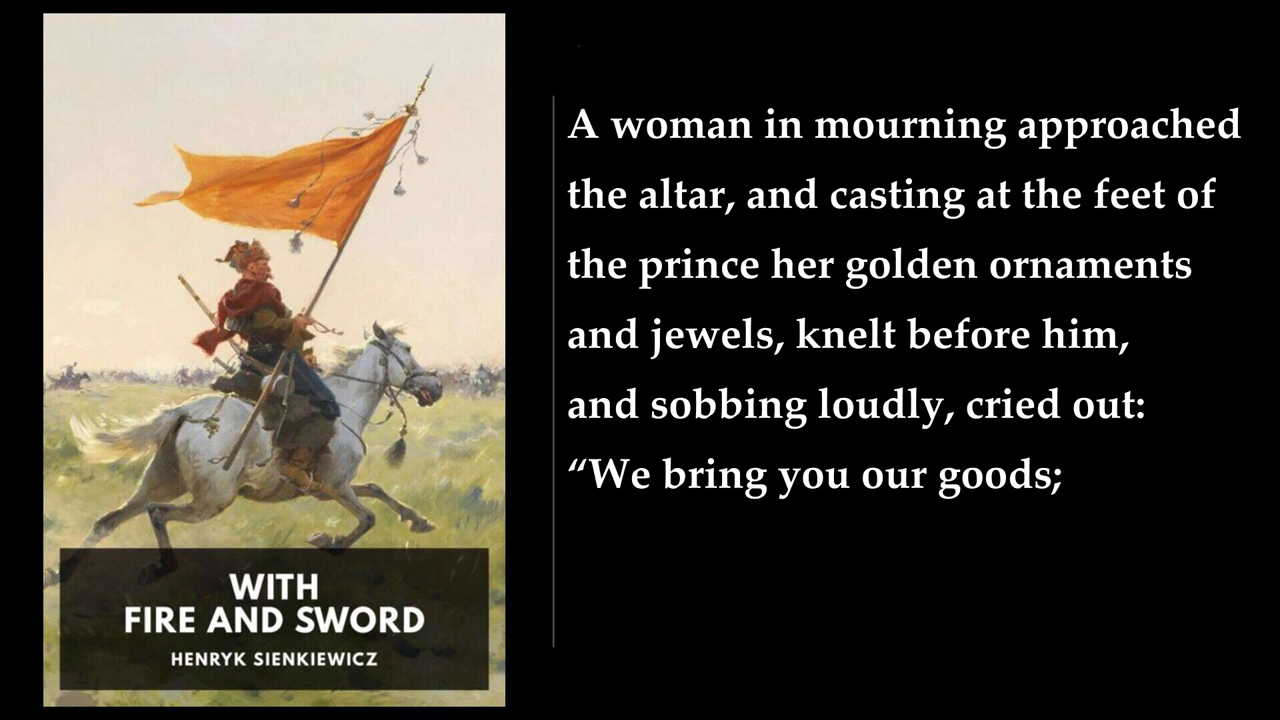 WITH
FIRE AND SWORD
HENRYK SIENKIEWICZ
A woman in mourning approached
the altar, and casting at the feet of
the prince her golden ornaments
and jewels, knelt before him,
and sobbing loudly, cried out:
“We bring you our goods;